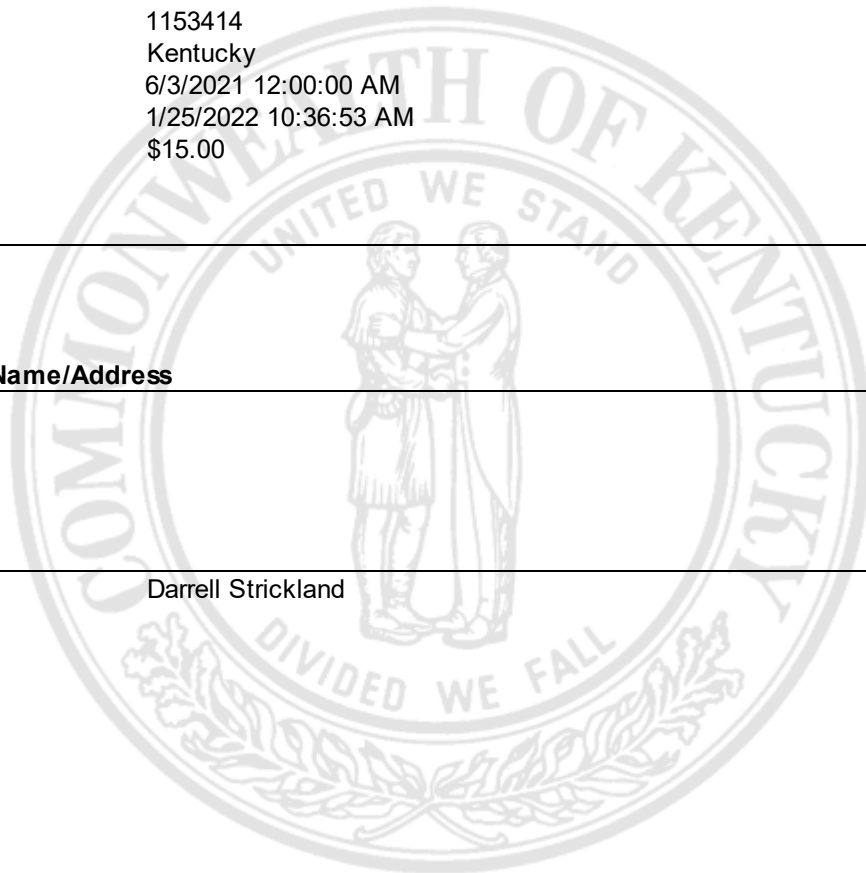 1153414
Kentucky
6/3/2021 12:00:00 AM
1/25/2022 10:36:53 AM
$15.00
COMMONWEALTH OF KENTUCKY
UNITED WE STAND
Name/Address
Darrell Strickland
DIVIDED WE FALL